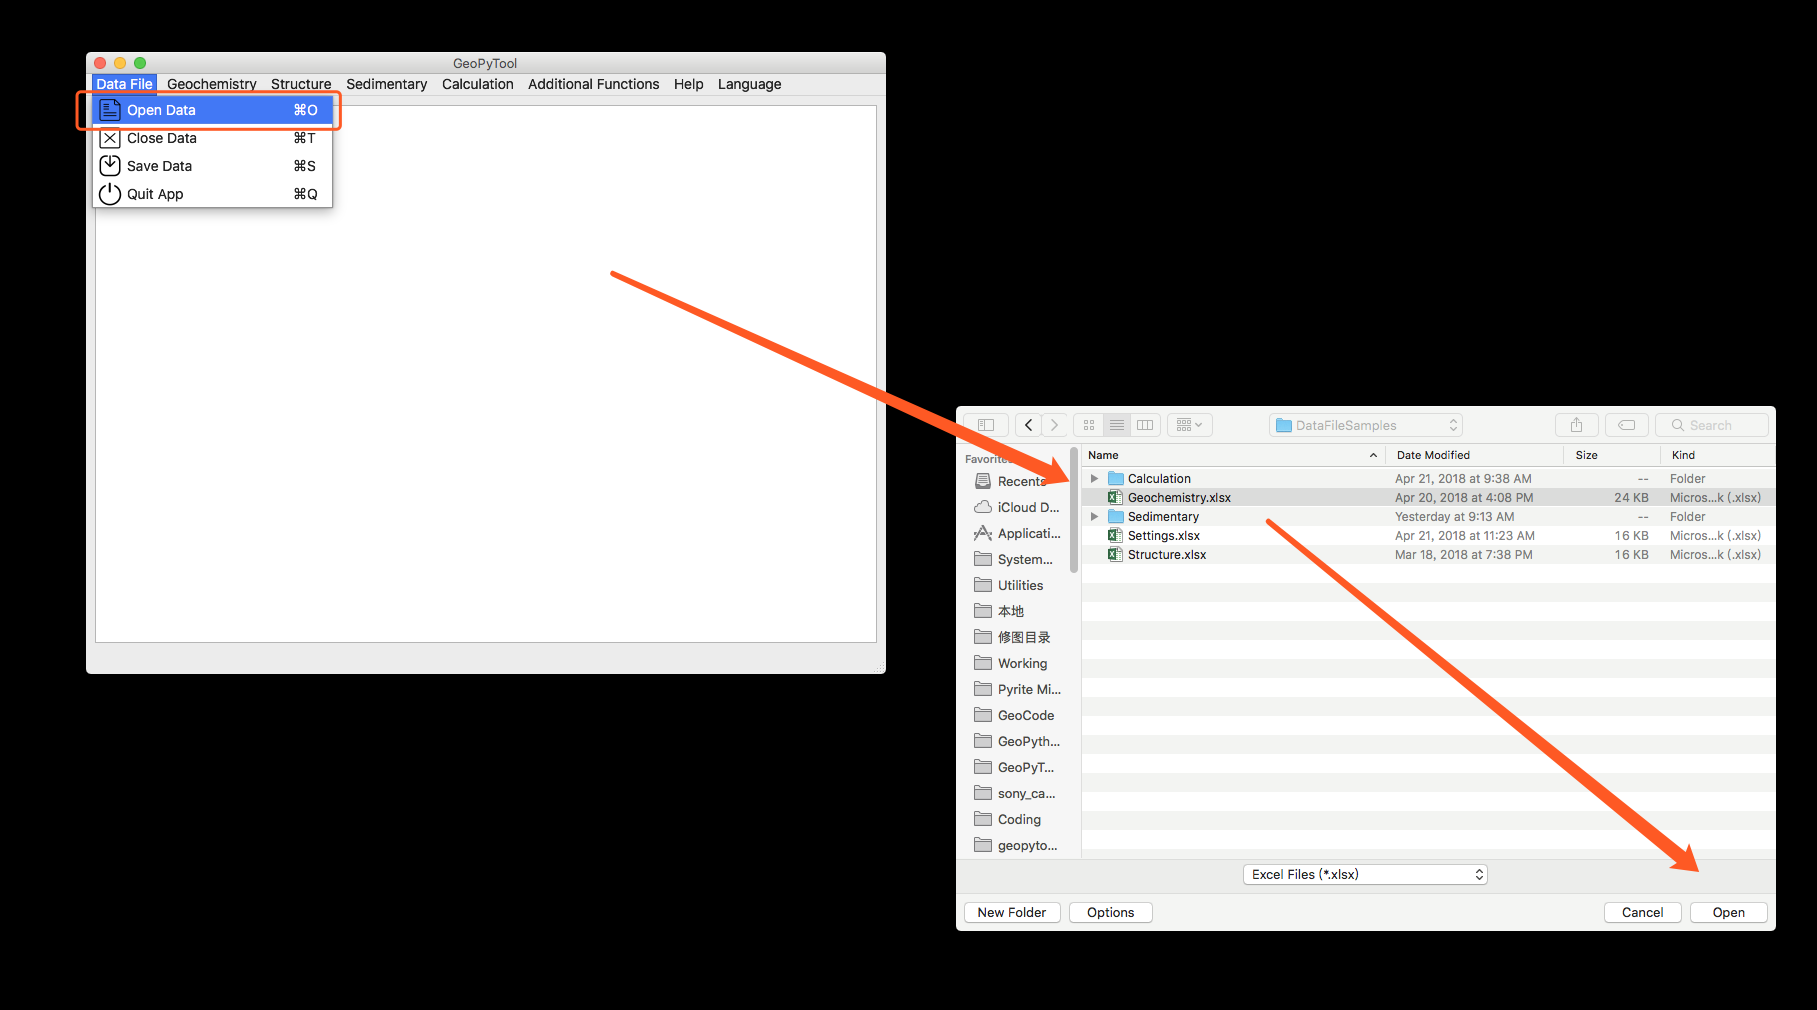 GeoPyTool
Data File Geochemistry Structure Sedimentary Calculation Additional Functions Help Language
Open Data ⌘O
Close Data ⌘T
Save Data ⌘S
Quit App ⌘Q
DataFileSamples
Search
Favorites
Recents
iCloud D...
Applicati...
System...
Utilities
本地
修图目录
Working
Pyrite Mi...
GeoCode
GeoPyth...
GeoPyT...
sony_ca...
Coding
geopyto...
Name Date Modified Size Kind
Calculation Apr 21, 2018 at 9:38 AM -- Folder
Geochemistry.xlsx Apr 20, 2018 at 4:08 PM 24 KB Micros...k (.xlsx)
Sedimentary Yesterday at 9:13 AM -- Folder
Settings.xlsx Apr 21, 2018 at 11:23 AM 16 KB Micros...k (.xlsx)
Structure.xlsx Mar 18, 2018 at 7:38 PM 16 KB Micros...k (.xlsx)
Excel Files (*.xlsx)
New Folder Options Cancel Open